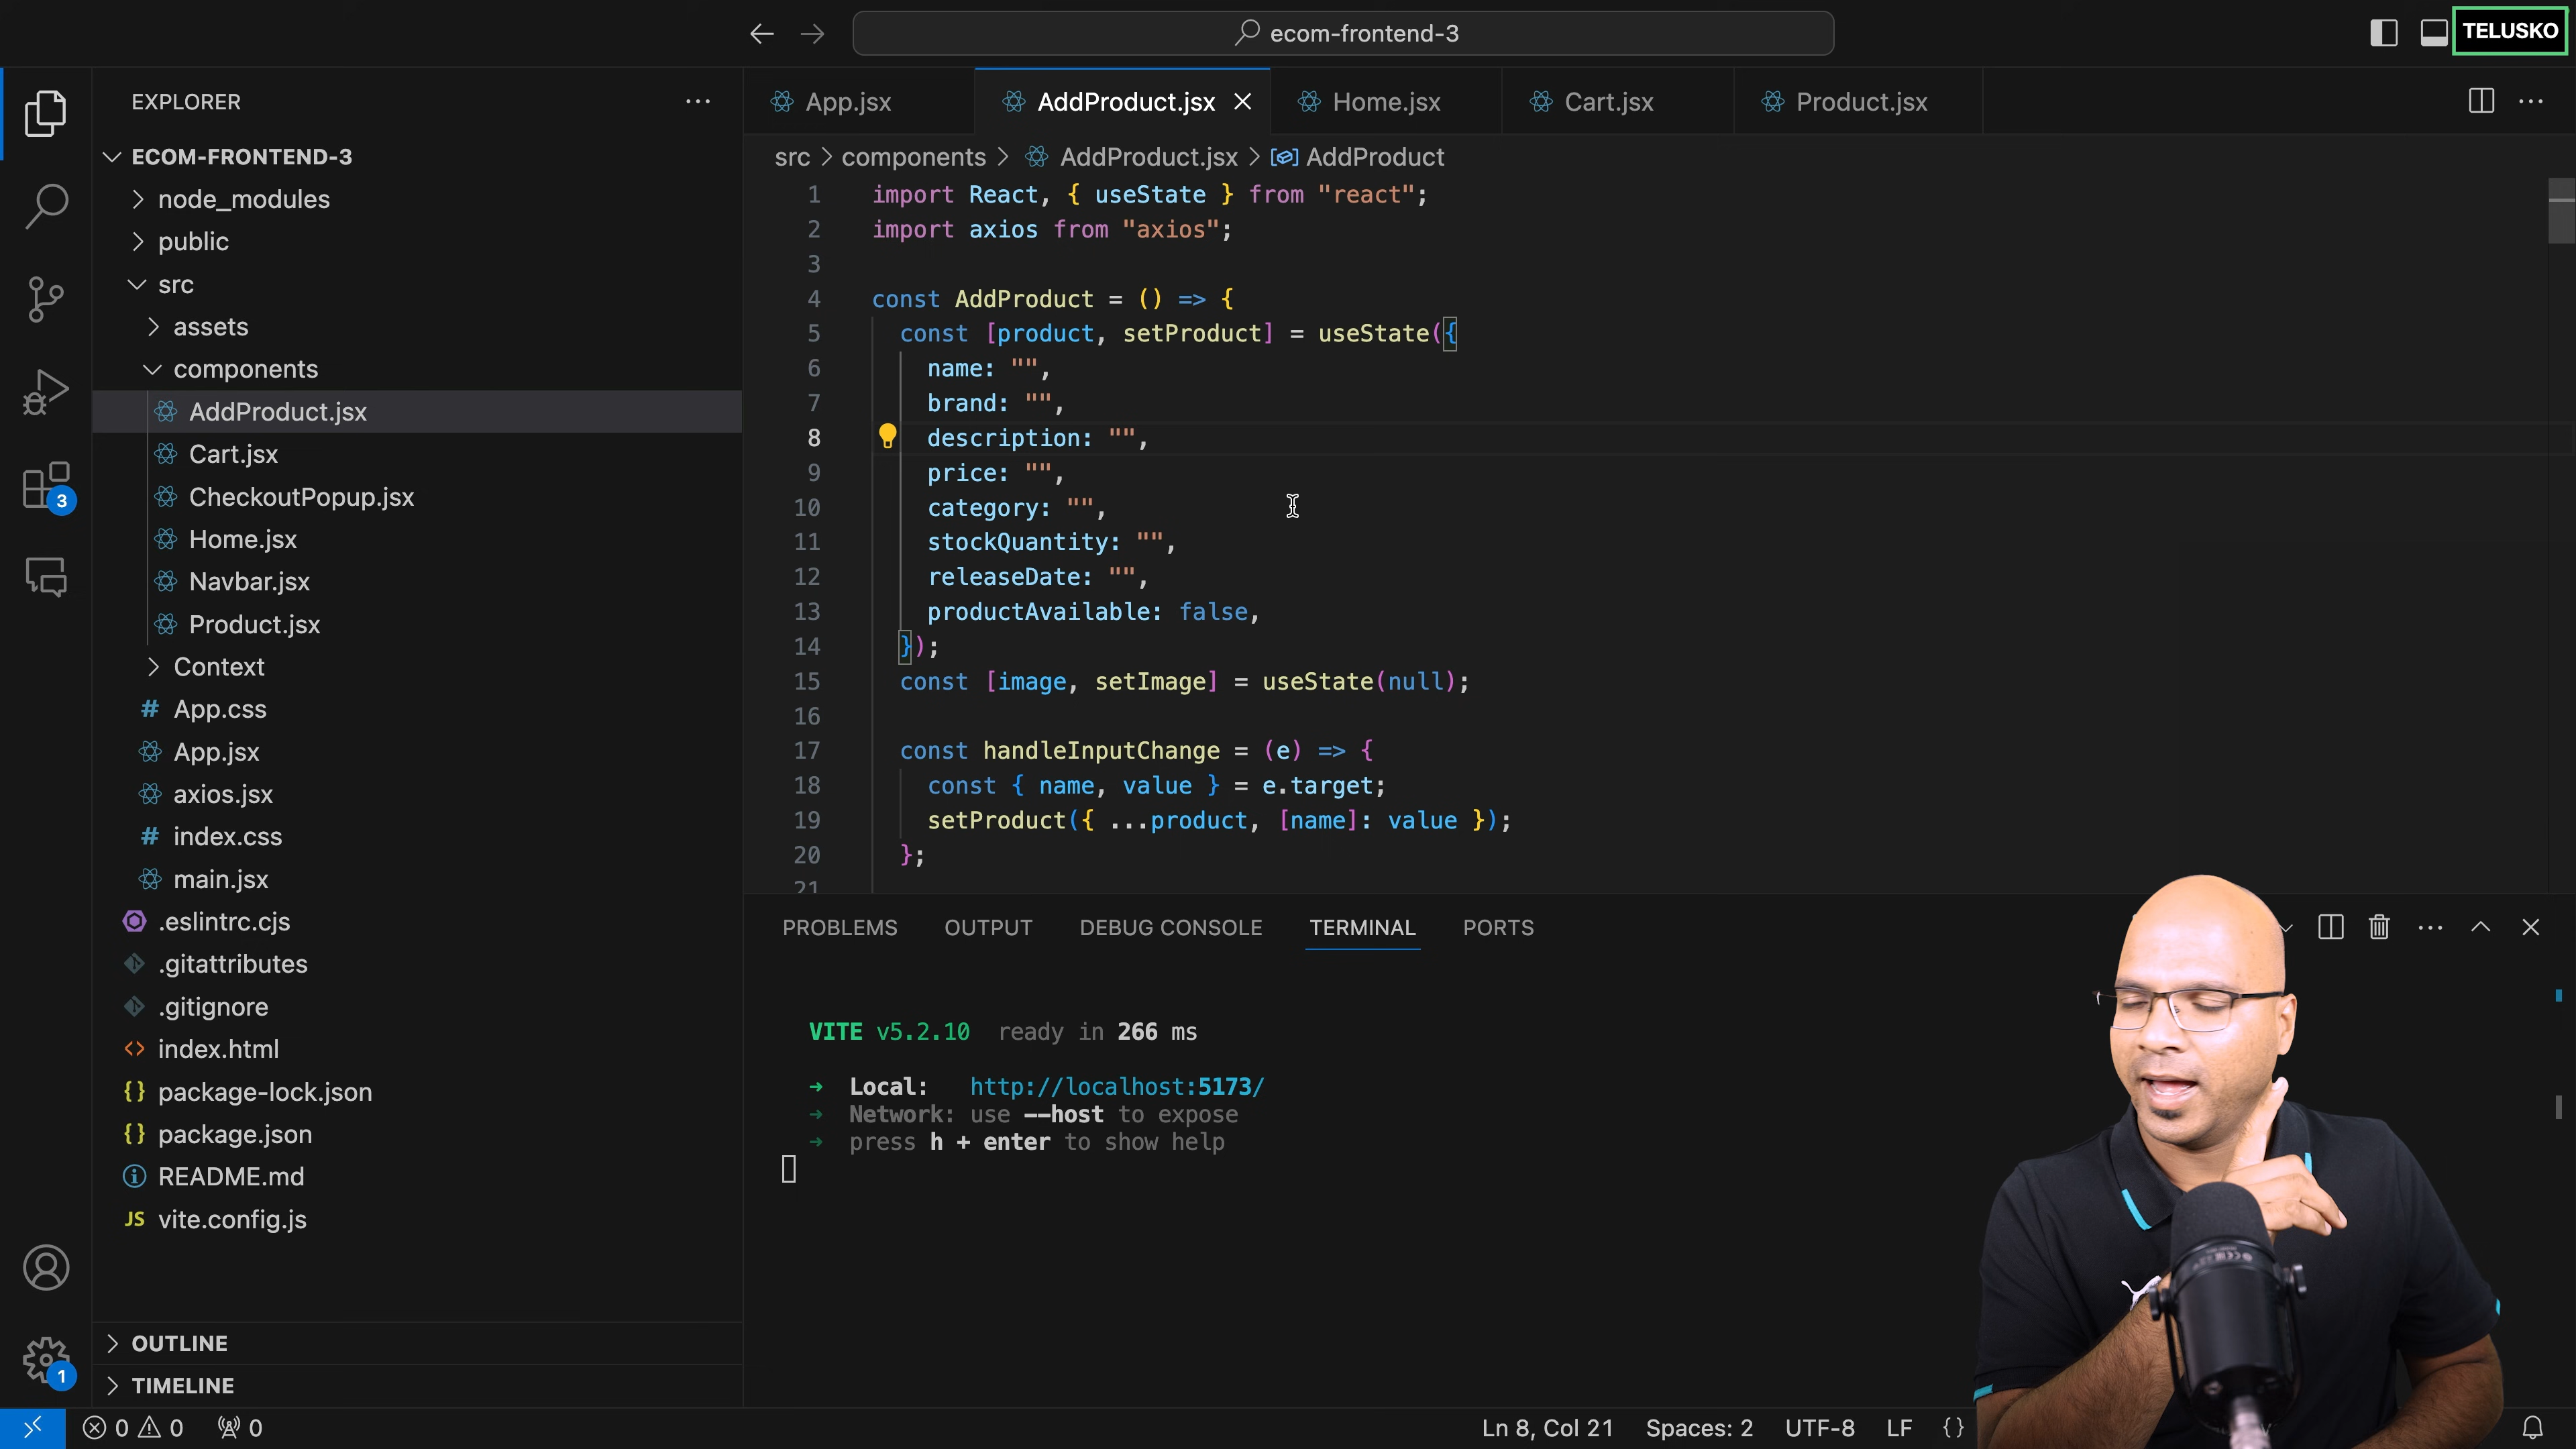 ecom-frontend-3
TELUSKO
EXPLORER
ECOM-FRONTEND-3
node_modules
public
src
assets
components
AddProduct.jsx
Cart.jsx
CheckoutPopup.jsx
Home.jsx
Navbar.jsx
Product.jsx
Context
App.css
App.jsx
axios.jsx
index.css
main.jsx
.eslintrc.cjs
.gitattributes
.gitignore
index.html
package-lock.json
package.json
README.md
JS vite.config.js
OUTLINE
TIMELINE
3
1
App.jsx AddProduct.jsx Home.jsx Cart.jsx Product.jsx
src > components > AddProduct.jsx > AddProduct
1 import React, { useState } from "react";
2 import axios from "axios";
3
4 const AddProduct = () => {
5 const [product, setProduct] = useState({
6 name: "",
7 brand: "",
8 description: "",
9 price: "",
10 category: "",
11 stockQuantity: "",
12 releaseDate: "",
13 productAvailable: false,
14 });
15 const [image, setImage] = useState(null);
16
17 const handleInputChange = (e) => {
18 const { name, value } = e.target;
19 setProduct({ ...product, [name]: value });
20 };
21
PROBLEMS OUTPUT DEBUG CONSOLE TERMINAL PORTS
VITE v5.2.10 ready in 266 ms
➜ Local: http://localhost:5173/
➜ Network: use --host to expose
➜ press h + enter to show help
0 0 0
Ln 8, Col 21 Spaces: 2 UTF-8 LF {}